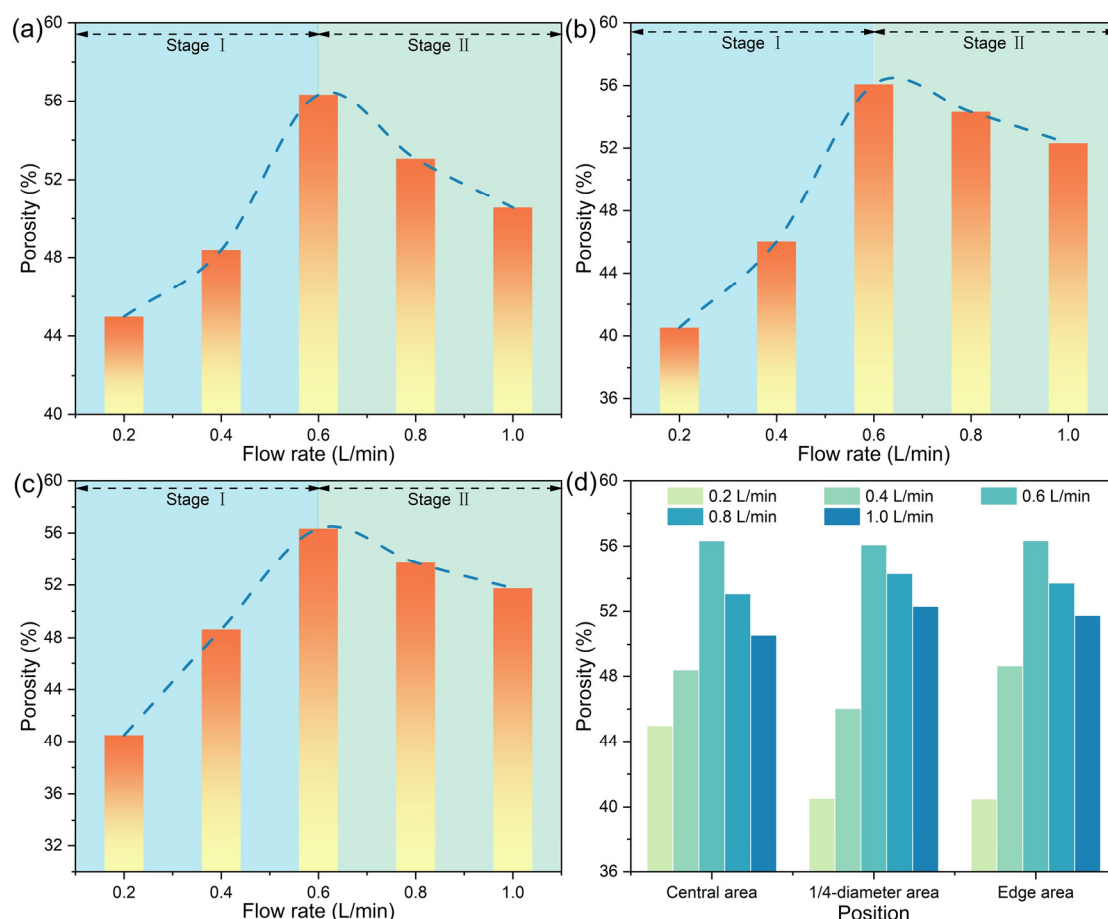 (a)
60
56
52
48
44
40
Porosity (%)
Stage Ⅰ
Stage Ⅱ
0.2 0.4 0.6 0.8 1.0
Flow rate (L/min)
(b)
60
56
52
48
44
40
36
Porosity (%)
Stage Ⅰ
Stage Ⅱ
0.2 0.4 0.6 0.8 1.0
Flow rate (L/min)
(c)
60
56
52
48
44
40
36
32
Porosity (%)
Stage Ⅰ
Stage Ⅱ
0.2 0.4 0.6 0.8 1.0
Flow rate (L/min)
(d)
60
56
52
48
44
40
36
Porosity (%)
0.2 L/min 0.4 L/min 0.6 L/min
0.8 L/min 1.0 L/min
Central area 1/4-diameter area Edge area
Position